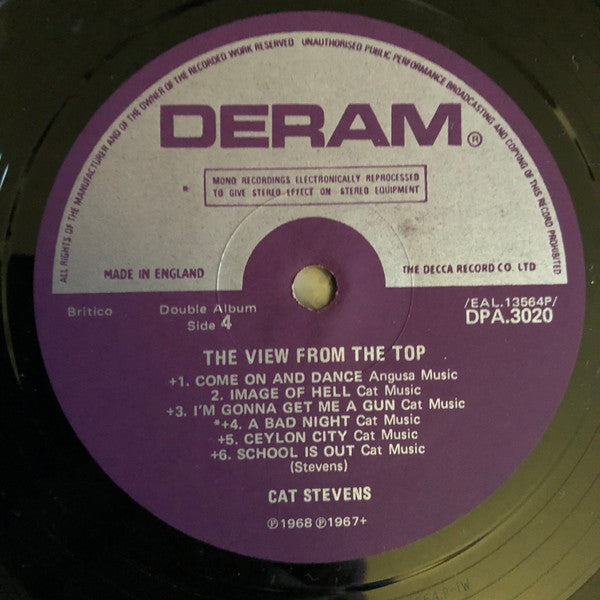 ALL RIGHTS OF THE MANUFACTURER AND OF THE OWNER OF THE RECORDED WORK RESERVED UNAUTHORISED PUBLIC PERFORMANCE BROADCASTING AND COPYING OF THIS RECORD PROHIBITED
DERAM®
MONO RECORDINGS ELECTRONICALLY REPROCESSED
* TO GIVE STEREO EFFECT ON STEREO EQUIPMENT
MADE IN ENGLAND THE DECCA RECORD CO. LTD
Britico Double Album /EAL.13564P/
Side 4 DPA.3020
THE VIEW FROM THE TOP
+1. COME ON AND DANCE Angusa Music
2. IMAGE OF HELL Cat Music
+3. I'M GONNA GET ME A GUN Cat Music
*+4. A BAD NIGHT Cat Music
+5. CEYLON CITY Cat Music
+6. SCHOOL IS OUT Cat Music
(Stevens)
CAT STEVENS
℗1968 ℗1967+